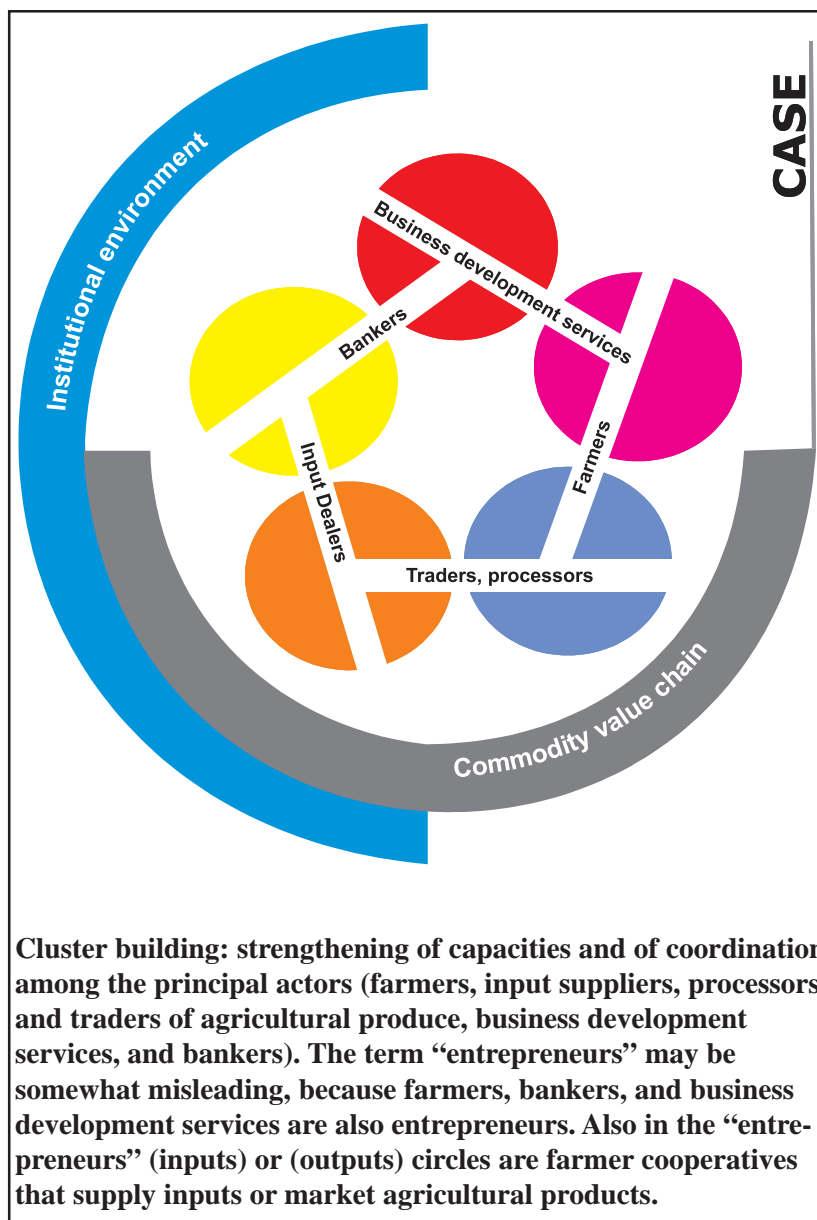 CASE
Institutional environment
Business development services
Bankers
Farmers
Input Dealers
Traders, processors
Commodity value chain
Cluster building: strengthening of capacities and of coordination
among the principal actors (farmers, input suppliers, processors
and traders of agricultural produce, business development
services, and bankers). The term “entrepreneurs” may be
somewhat misleading, because farmers, bankers, and business
development services are also entrepreneurs. Also in the “entre-
preneurs” (inputs) or (outputs) circles are farmer cooperatives
that supply inputs or market agricultural products.